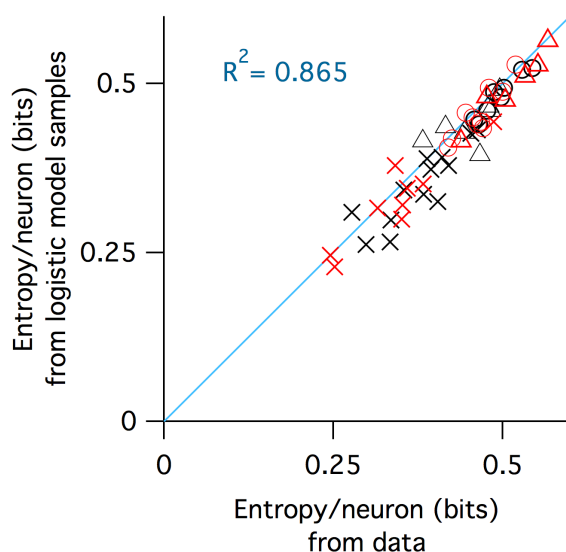 R² = 0.865
0.5
0.25
0
0
0.25
0.5
Entropy/neuron (bits)
from logistic model samples
Entropy/neuron (bits)
from data